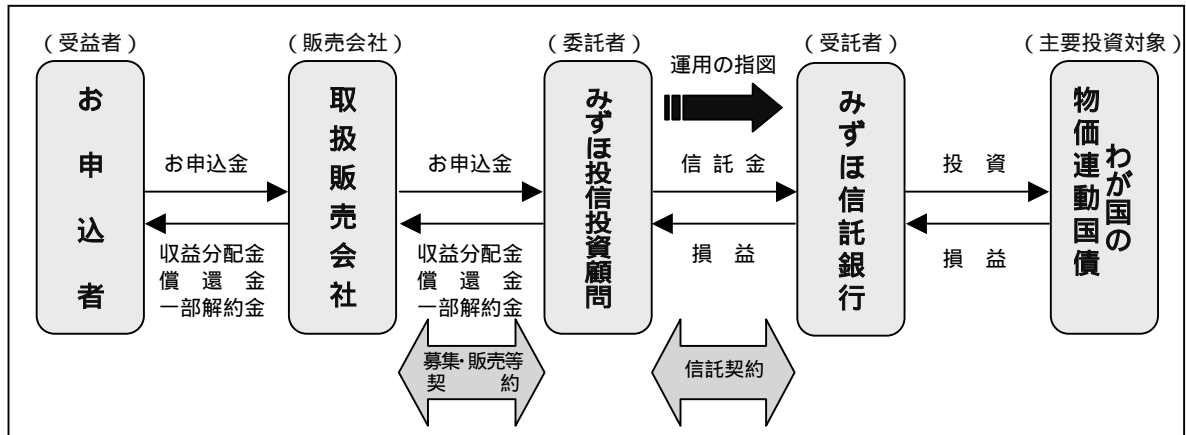 （受益者）
（販売会社）
（委託者）
（受託者）
（主要投資対象）
お申込者
取扱販売会社
みずほ投信投資顧問
みずほ信託銀行
わが国の
物価連動国債
運用の指図
お申込金
お申込金
信託金
投資
収益分配金
償還金
一部解約金
収益分配金
償還金
一部解約金
損益
損益
募集・販売等
契約
信託契約